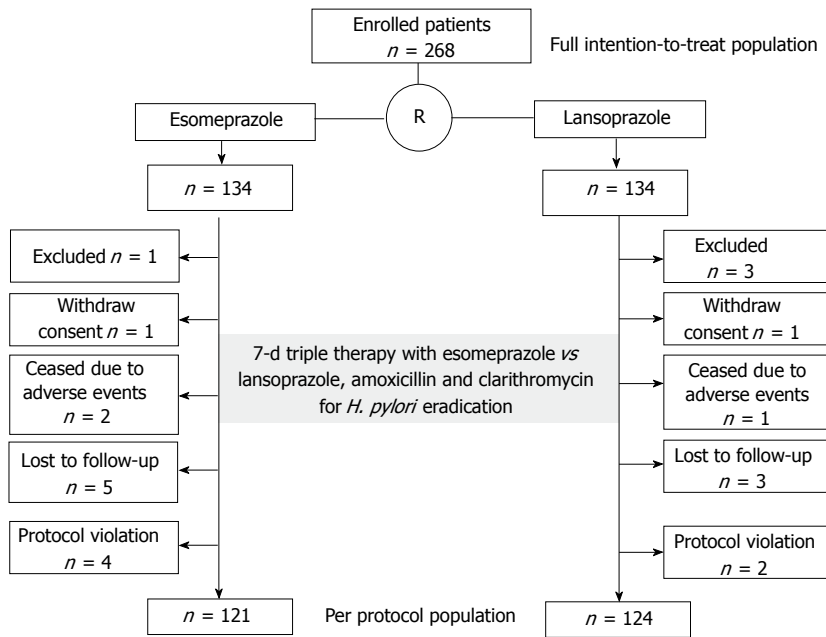 Enrolled patients
n = 268
Full intention-to-treat population
R
Esomeprazole
Lansoprazole
n = 134
n = 134
Excluded n = 1
Excluded
n = 3
Withdraw
consent n = 1
Withdraw
consent n = 1
7-d triple therapy with esomeprazole vs
lansoprazole, amoxicillin and clarithromycin
for H. pylori eradication
Ceased due to
adverse events
n = 2
Ceased due to
adverse events
n = 1
Lost to follow-up
n = 5
Lost to follow-up
n = 3
Protocol violation
n = 4
Protocol violation
n = 2
n = 121
Per protocol population
n = 124